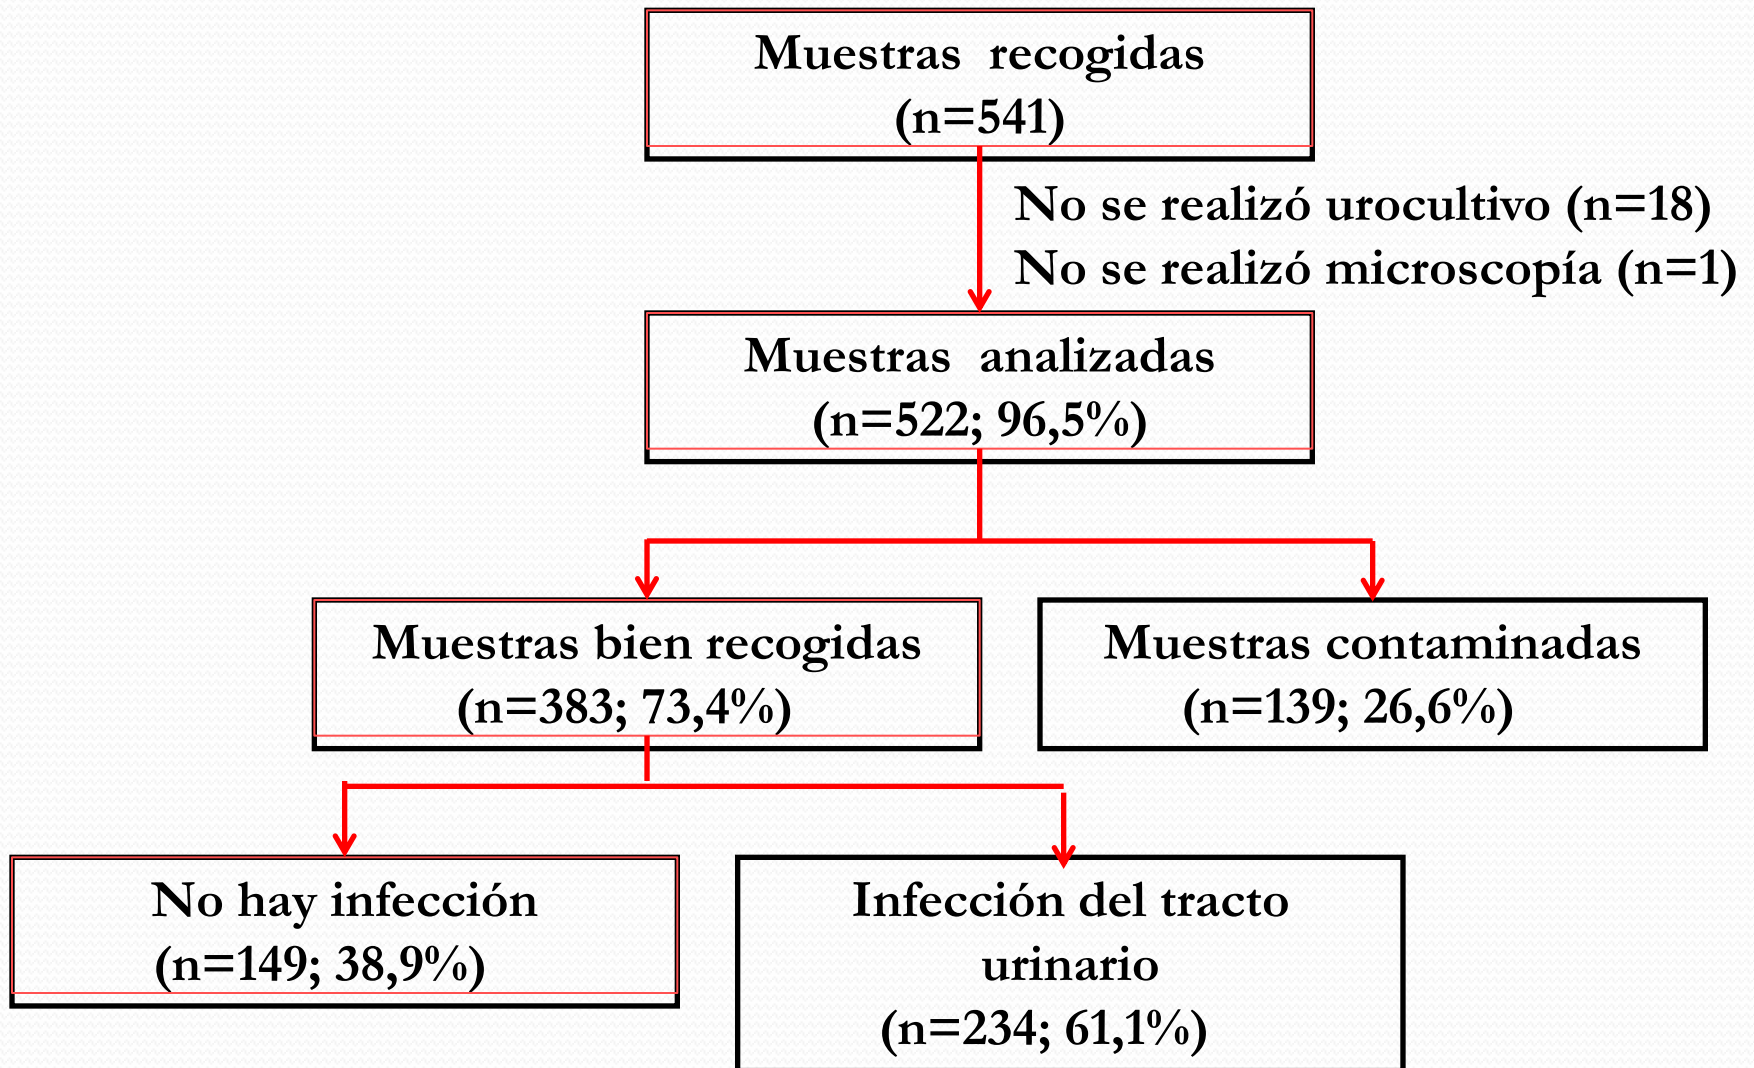 Muestras recogidas
(n=541)
No se realizó urocultivo (n=18)
No se realizó microscopía (n=1)
Muestras analizadas
(n=522; 96,5%)
Muestras bien recogidas
(n=383; 73,4%)
Muestras contaminadas
(n=139; 26,6%)
No hay infección
(n=149; 38,9%)
Infección del tracto
urinario
(n=234; 61,1%)